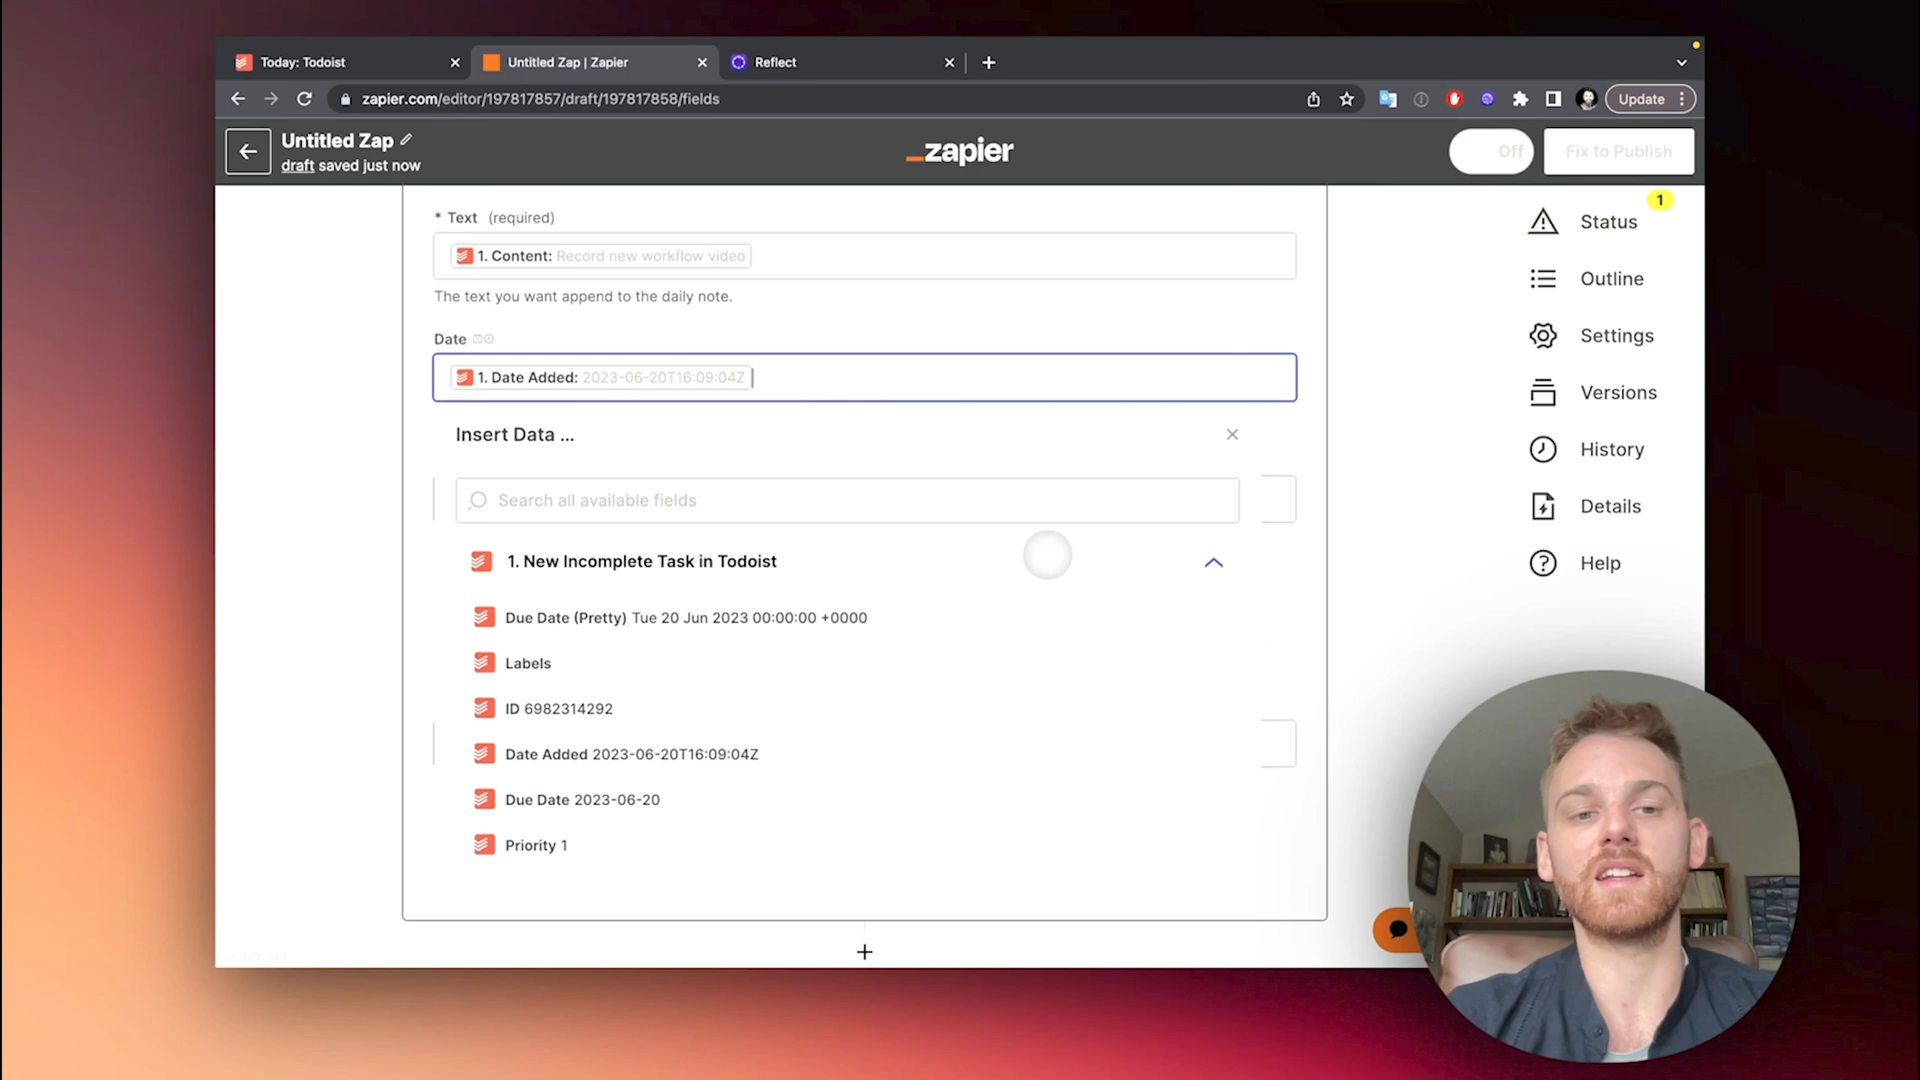 Today: Todoist
Untitled Zap | Zapier
Reflect
zapier.com/editor/197817857/draft/197817858/fields
Update
Untitled Zap
draft saved just now
zapier
Off
Fix to Publish
* Text (required)
1. Content: Record new workflow video
The text you want append to the daily note.
Date
1. Date Added: 2023-06-20T16:09:04Z
Insert Data ...
Search all available fields
1. New Incomplete Task in Todoist
Due Date (Pretty) Tue 20 Jun 2023 00:00:00 +0000
Labels
ID 6982314292
Date Added 2023-06-20T16:09:04Z
Due Date 2023-06-20
Priority 1
1
Status
Outline
Settings
Versions
History
Details
Help